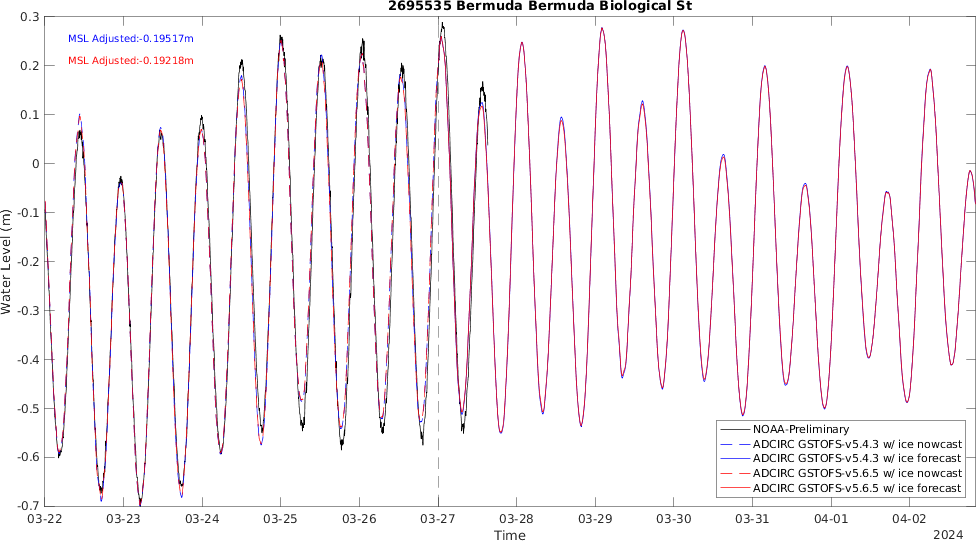 2695535 Bermuda Bermuda Biological St
MSL Adjusted:-0.19517m
MSL Adjusted:-0.19218m
Water Level (m)
0.3
0.2
0.1
0
-0.1
-0.2
-0.3
-0.4
-0.5
-0.6
-0.7
NOAA-Preliminary
ADCIRC GSTOFS-v5.4.3 w/ ice nowcast
ADCIRC GSTOFS-v5.4.3 w/ ice forecast
ADCIRC GSTOFS-v5.6.5 w/ ice nowcast
ADCIRC GSTOFS-v5.6.5 w/ ice forecast
03-22 03-23 03-24 03-25 03-26 03-27 03-28 03-29 03-30 03-31 04-01 04-02
Time
2024